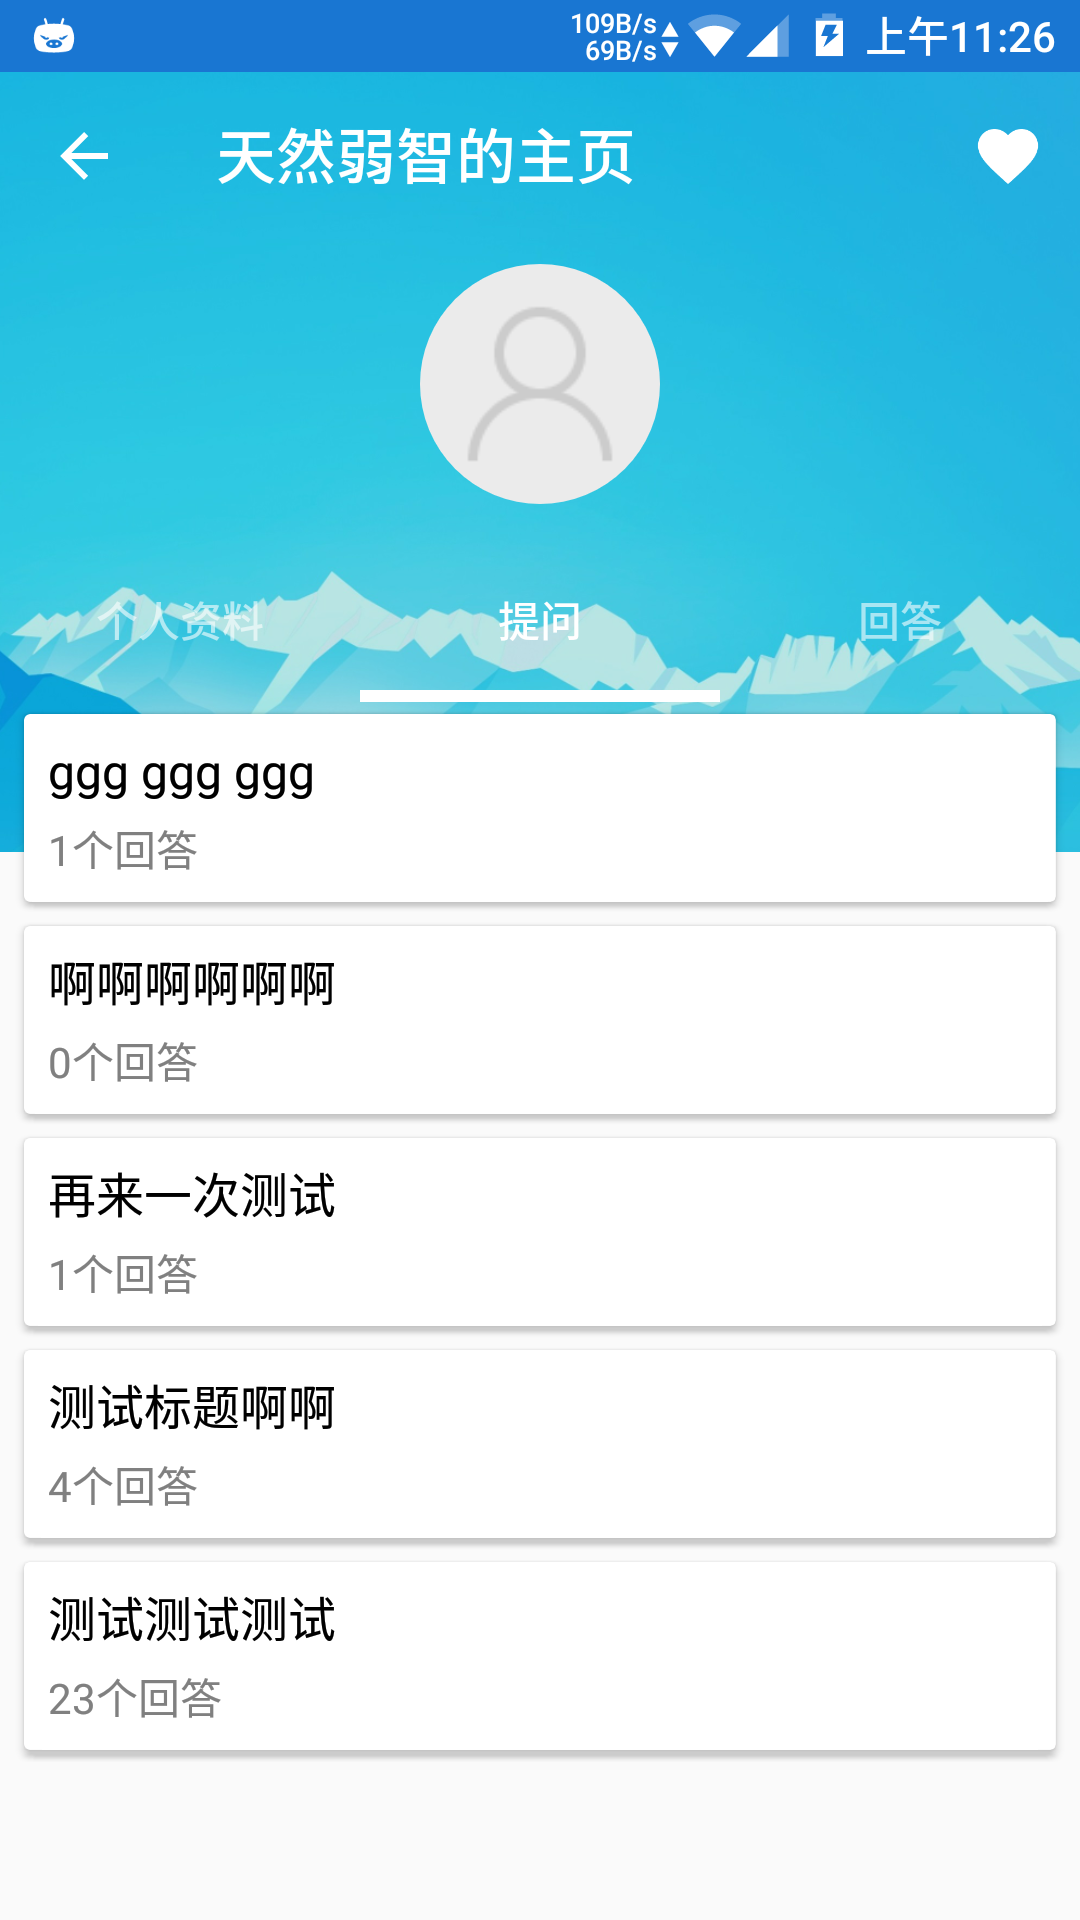 109B/s
69B/s
上午11:26
天然弱智的主页
个人资料 提问 回答
ggg ggg ggg
1个回答
啊啊啊啊啊啊
0个回答
再来一次测试
1个回答
测试标题啊啊
4个回答
测试测试测试
23个回答